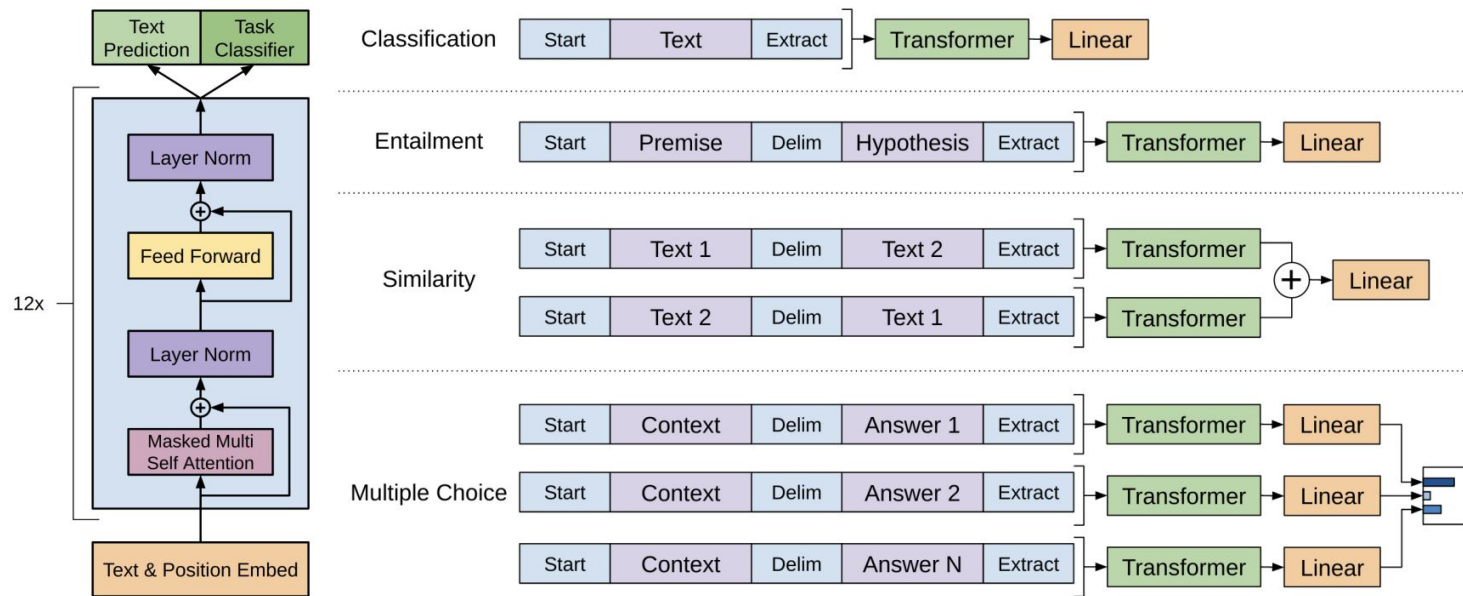 Text
Prediction
Task
Classifier
Layer Norm
Feed Forward
12x
Layer Norm
Masked Multi
Self Attention
Text & Position Embed
Classification
Start Text Extract Transformer Linear
Entailment
Start Premise Delim Hypothesis Extract Transformer Linear
Similarity
Start Text 1 Delim Text 2 Extract Transformer
Linear
Start Text 2 Delim Text 1 Extract Transformer
Multiple Choice
Start Context Delim Answer 1 Extract Transformer Linear
Start Context Delim Answer 2 Extract Transformer Linear
Start Context Delim Answer N Extract Transformer Linear